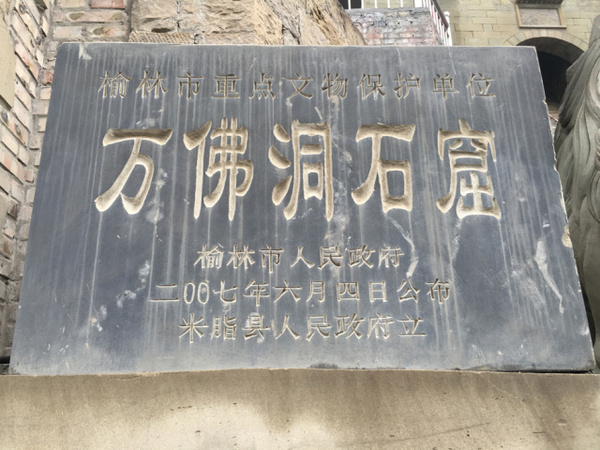 榆林市重点文物保护单位
万佛洞石窟
榆林市人民政府
二00七年六月四日公布
米脂县人民政府立